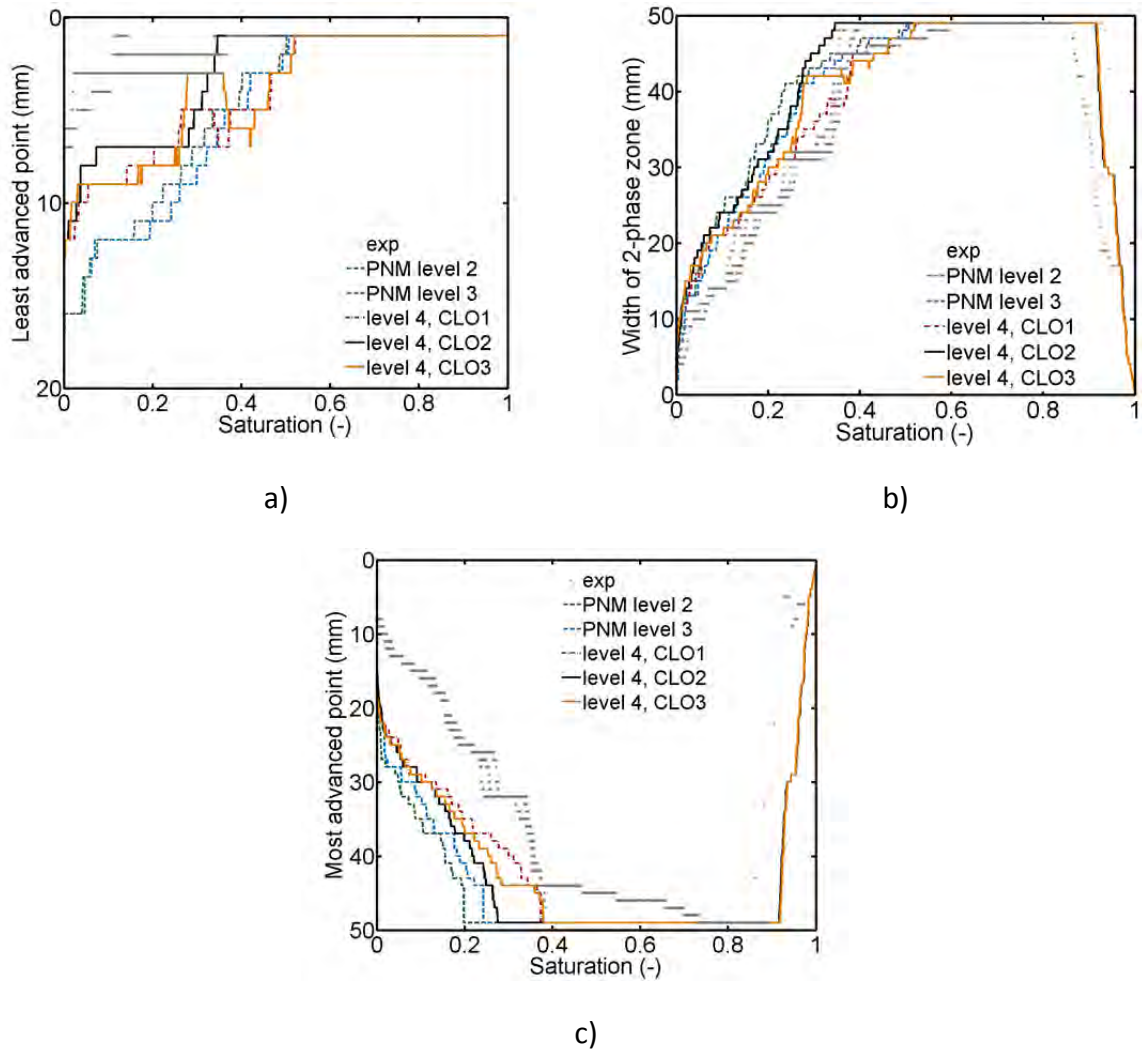 0
10
20
Least advanced point (mm)
exp
PNM level 2
PNM level 3
level 4, CLO1
level 4, CLO2
level 4, CLO3
0 0.2 0.4 0.6 0.8 1
Saturation (-)
a)
50
40
30
20
10
0
Width of 2-phase zone (mm)
exp
PNM level 2
PNM level 3
level 4, CLO1
level 4, CLO2
level 4, CLO3
0 0.2 0.4 0.6 0.8 1
Saturation (-)
b)
0
10
20
30
40
50
Most advanced point (mm)
exp
PNM level 2
PNM level 3
level 4, CLO1
level 4, CLO2
level 4, CLO3
0 0.2 0.4 0.6 0.8 1
Saturation (-)
c)